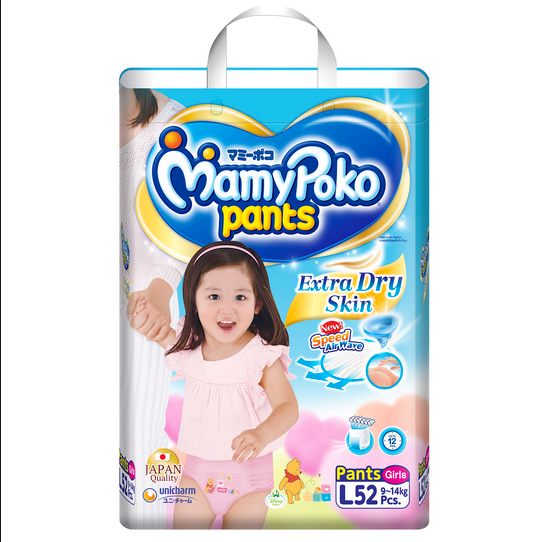 マミーポコ
MamyPoko
pants
Extra Dry
Skin
New
Speed
Air Wave
12
JAPAN
Quality
unicharm
ユニ・チャーム
Pants Girls
L52 9~14kg
Pcs.